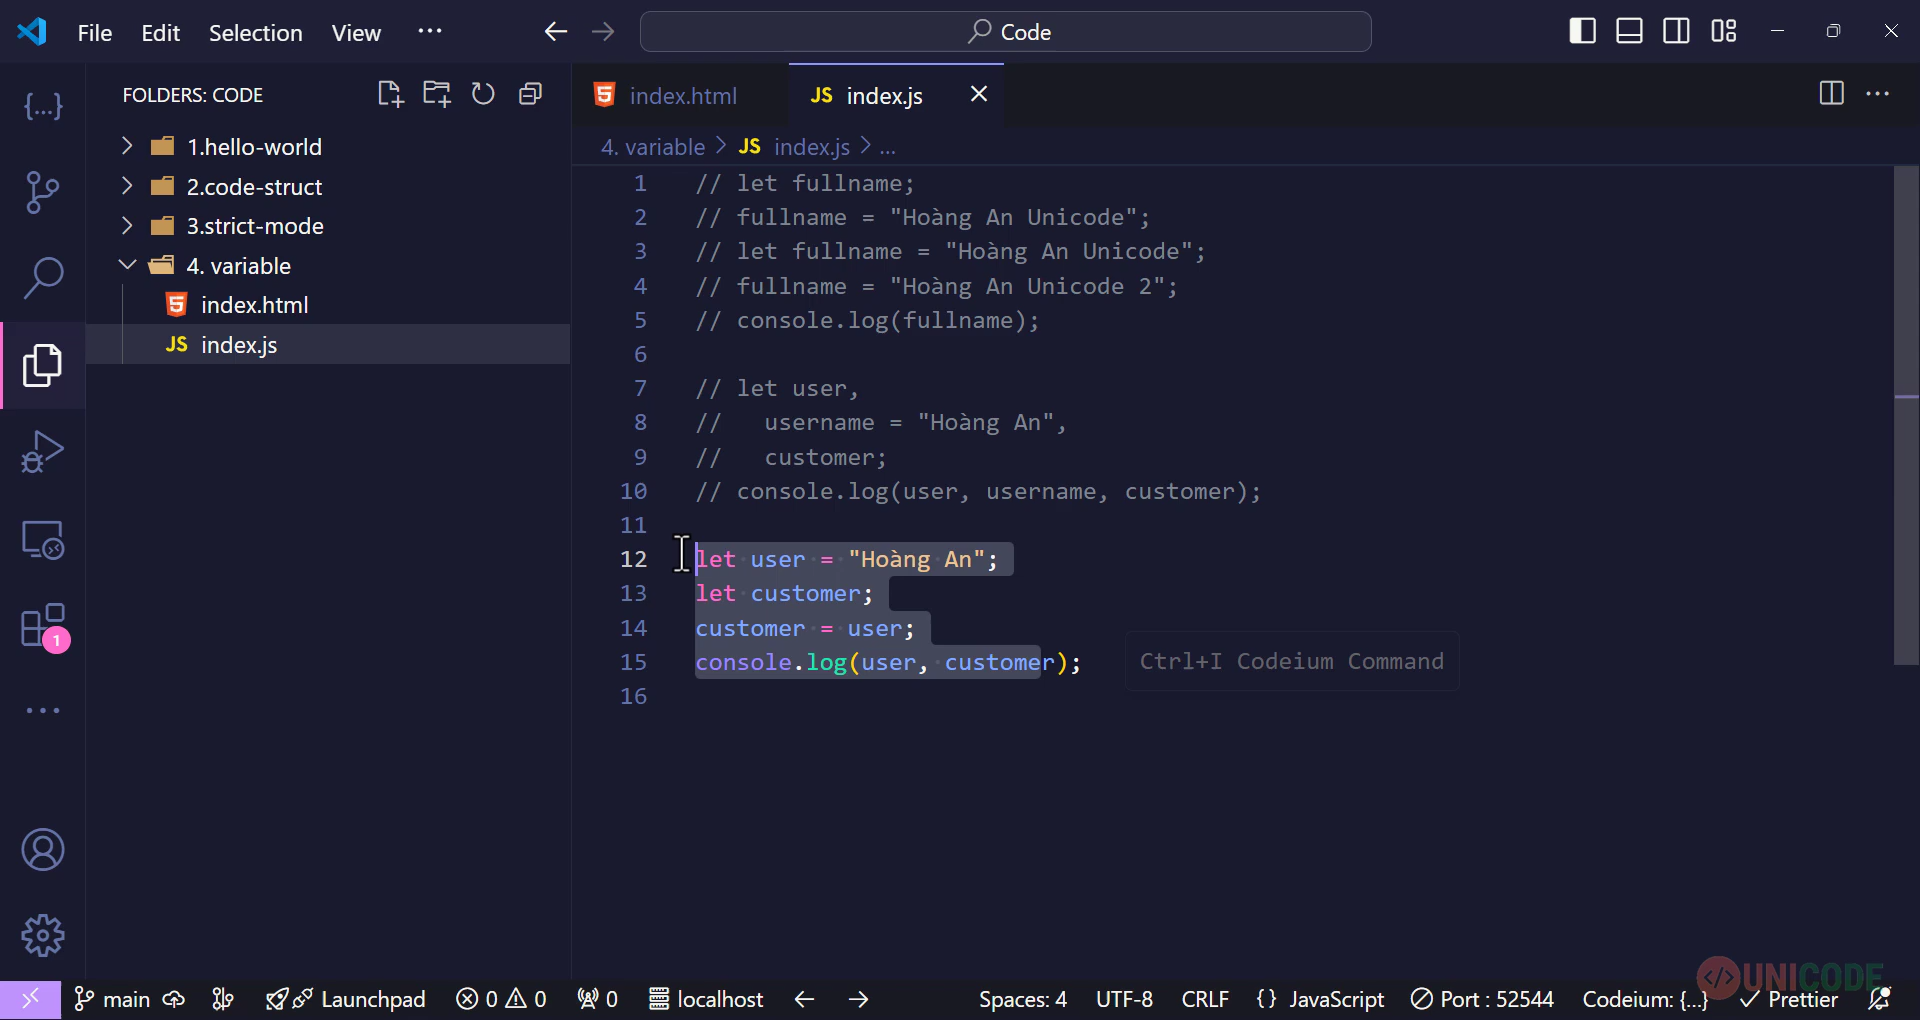 File Edit Selection View ···
Code
FOLDERS: CODE
1.hello-world
2.code-struct
3.strict-mode
4. variable
index.html
JS index.js
index.html
JS index.js
4. variable > JS index.js > ...
1 // let fullname;
2 // fullname = "Hoàng An Unicode";
3 // let fullname = "Hoàng An Unicode";
4 // fullname = "Hoàng An Unicode 2";
5 // console.log(fullname);
6
7 // let user,
8 //   username = "Hoàng An",
9 //   customer;
10 // console.log(user, username, customer);
11
12 let user = "Hoàng An";
13 let customer;
14 customer = user;
15 console.log(user, customer);
Ctrl+I Codeium Command
16
1
main
Launchpad
0 0
0
localhost
Spaces: 4
UTF-8
CRLF
{} JavaScript
Port : 52544
Codeium: {...}
Prettier
</> UNICODE